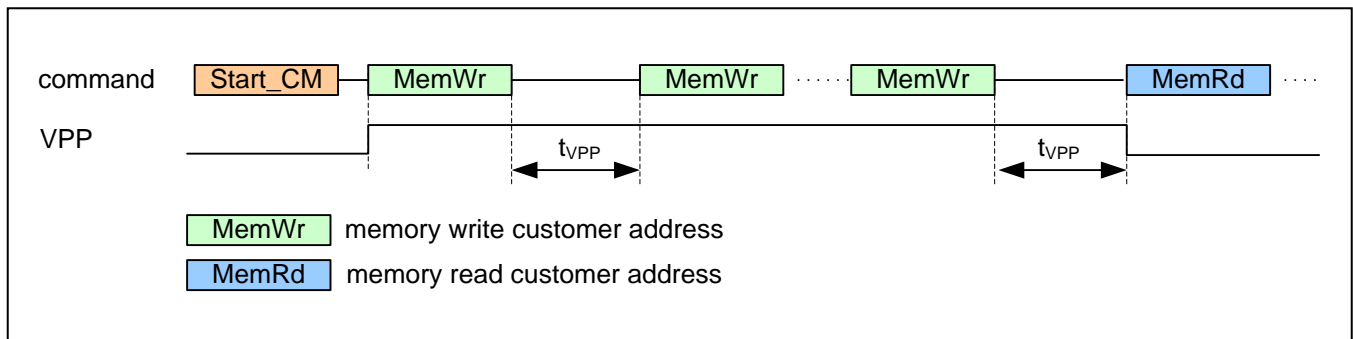 command Start_CM MemWr MemWr ...... MemWr MemRd ....
VPP
tVPP tVPP
MemWr memory write customer address
MemRd memory read customer address